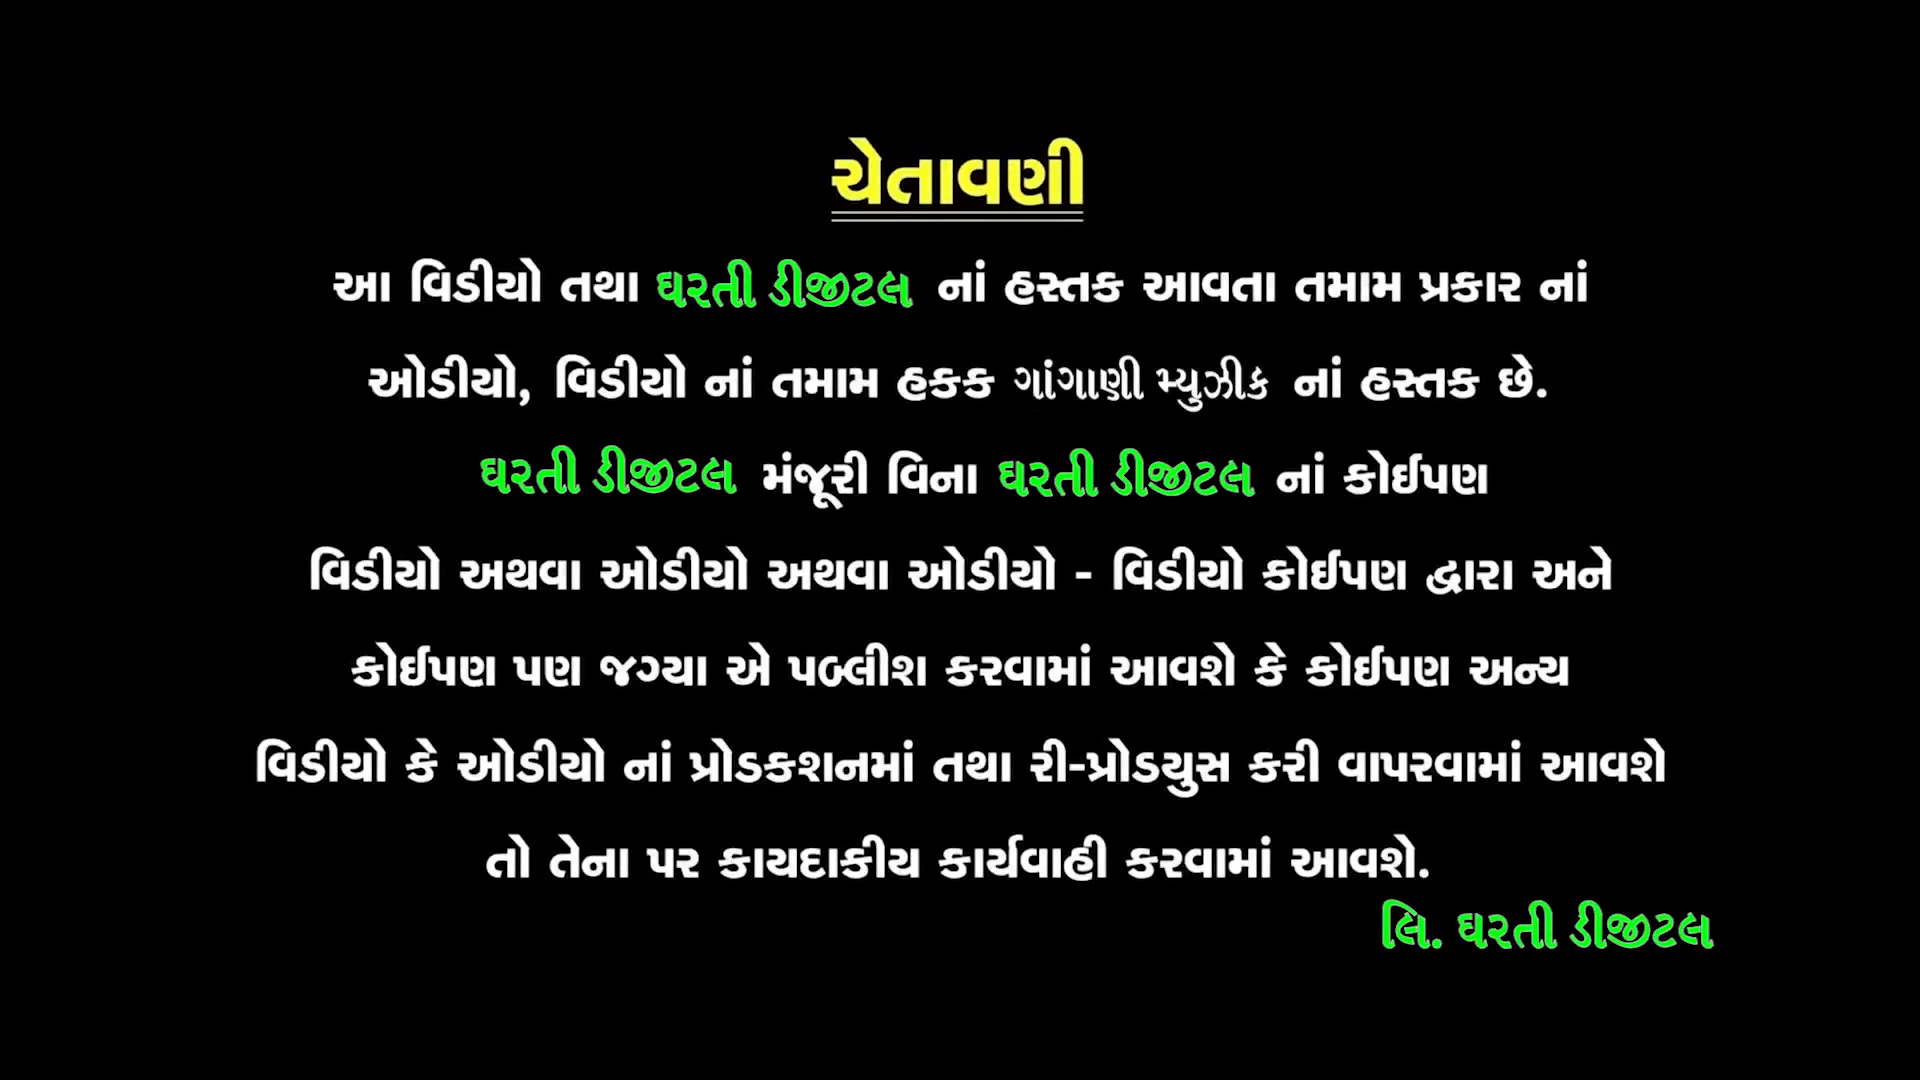 ચેતાવણી
આ વિડીયો તથા ધરતી ડીજીટલ નાં હસ્તક આવતા તમામ પ્રકાર નાં
ઓડીયો, વિડીયો નાં તમામ હકક ગાંગાણી મ્યુઝીક નાં હસ્તક છે.
ધરતી ડીજીટલ મંજૂરી વિના ધરતી ડીજીટલ નાં કોઈપણ
વિડીયો અથવા ઓડીયો અથવા ઓડીયો - વિડીયો કોઈપણ દ્વારા અને
કોઈપણ પણ જગ્યા એ પબ્લીશ કરવામાં આવશે કે કોઈપણ અન્ય
વિડીયો કે ઓડીયો નાં પ્રોડકશનમાં તથા રી-પ્રોડયુસ કરી વાપરવામાં આવશે
તો તેના પર કાયદાકીય કાર્યવાહી કરવામાં આવશે.
લિ. ધરતી ડીજીટલ